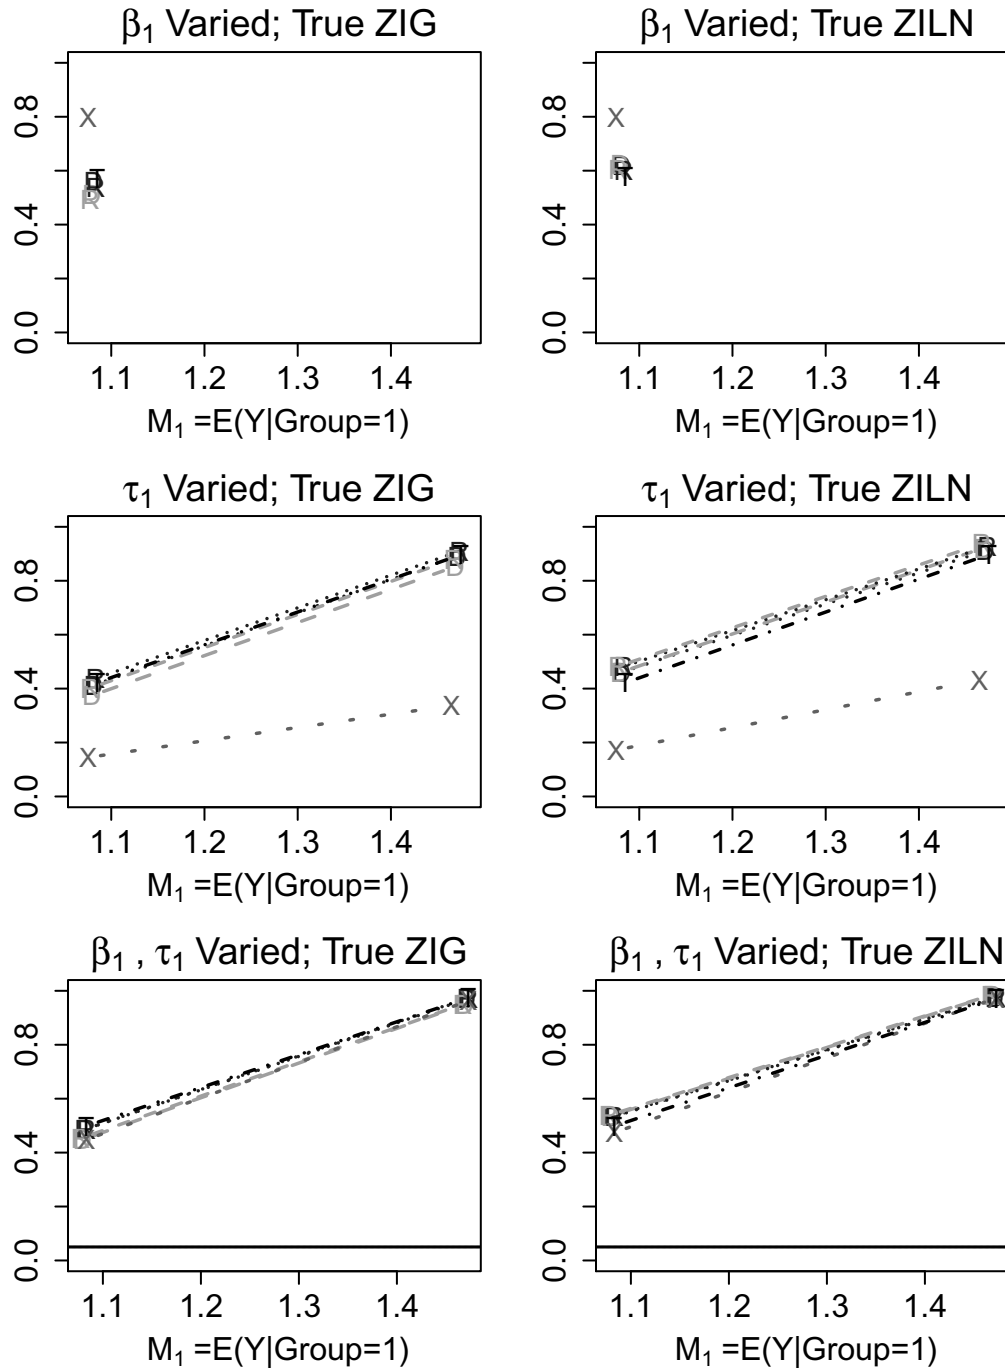 β1 Varied; True ZIG
β1 Varied; True ZILN
0.0 0.4 0.8
X
D
T
R
D
R
1.1 1.2 1.3 1.4
M1 =E(Y|Group=1)
0.0 0.4 0.8
X
D
R
T
1.1 1.2 1.3 1.4
M1 =E(Y|Group=1)
τ1 Varied; True ZIG
τ1 Varied; True ZILN
0.0 0.4 0.8
R
T
D
X
R
T
D
X
1.1 1.2 1.3 1.4
M1 =E(Y|Group=1)
0.0 0.4 0.8
R
D
T
X
D
R
T
X
1.1 1.2 1.3 1.4
M1 =E(Y|Group=1)
β1 , τ1 Varied; True ZIG
β1 , τ1 Varied; True ZILN
0.0 0.4 0.8
D
R
T
X
D
T
X
1.1 1.2 1.3 1.4
M1 =E(Y|Group=1)
0.0 0.4 0.8
D
R
T
X
D
T
X
1.1 1.2 1.3 1.4
M1 =E(Y|Group=1)